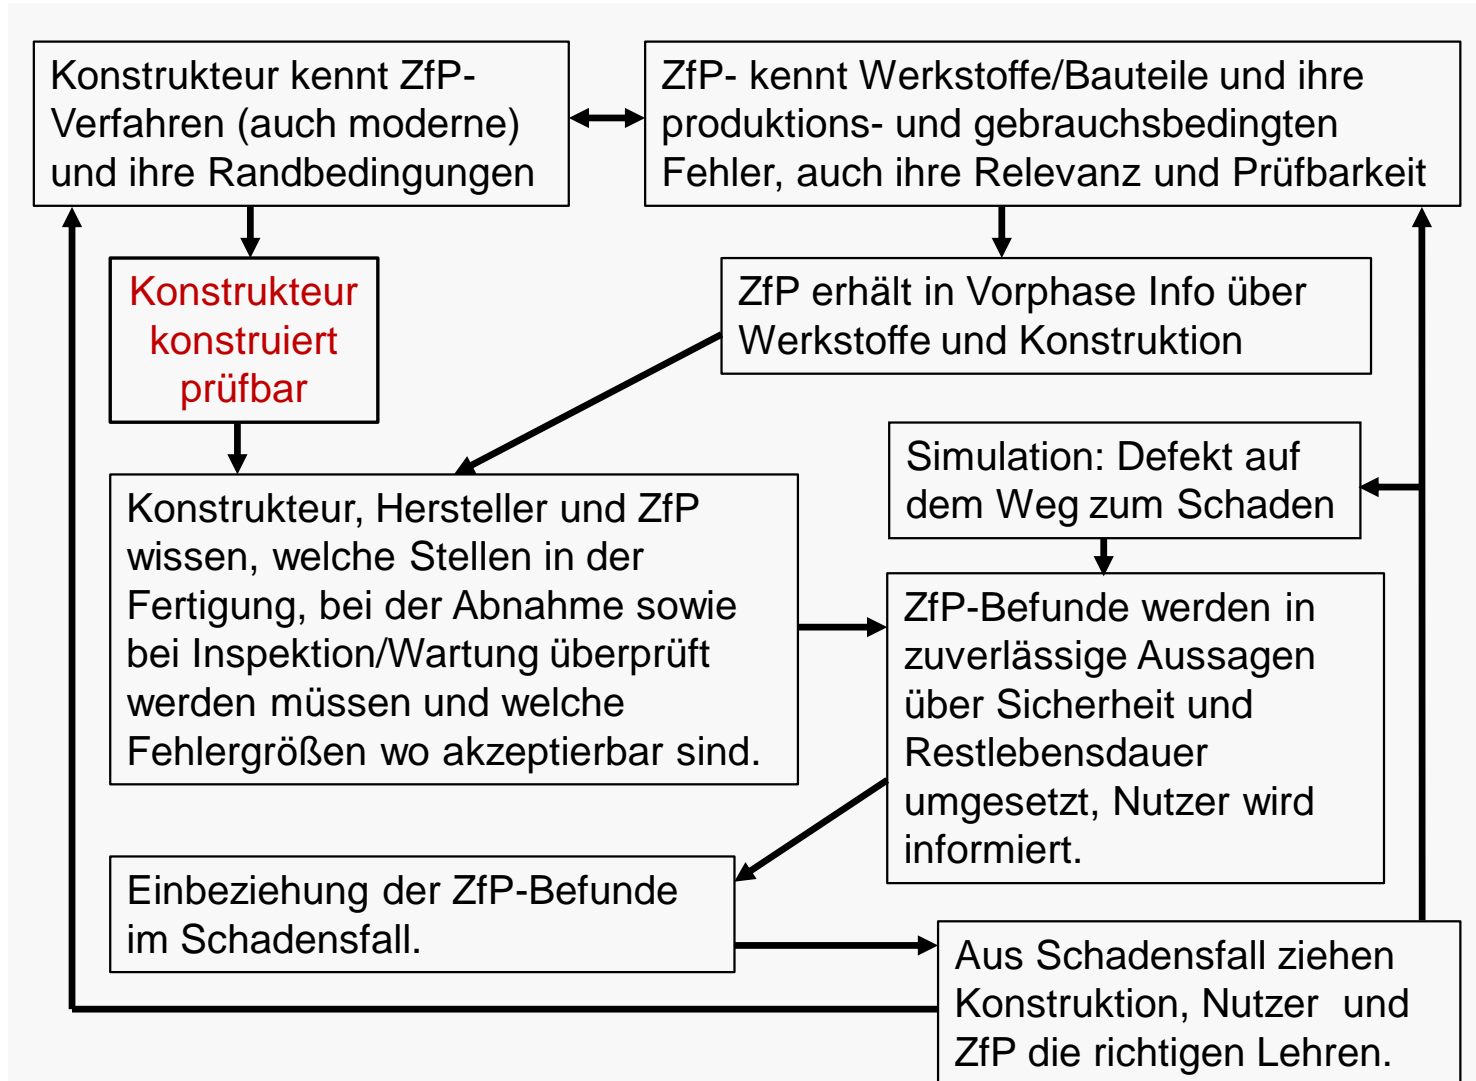 Konstrukteur kennt ZfP-
Verfahren (auch moderne)
und ihre Randbedingungen
ZfP- kennt Werkstoffe/Bauteile und ihre
produktions- und gebrauchsbedingten
Fehler, auch ihre Relevanz und Prüfbarkeit
Konstrukteur
konstruiert
prüfbar
ZfP erhält in Vorphase Info über
Werkstoffe und Konstruktion
Simulation: Defekt auf
dem Weg zum Schaden
Konstrukteur, Hersteller und ZfP
wissen, welche Stellen in der
Fertigung, bei der Abnahme sowie
bei Inspektion/Wartung überprüft
werden müssen und welche
Fehlergrößen wo akzeptierbar sind.
ZfP-Befunde werden in
zuverlässige Aussagen
über Sicherheit und
Restlebensdauer
umgesetzt, Nutzer wird
informiert.
Einbeziehung der ZfP-Befunde
im Schadensfall.
Aus Schadensfall ziehen
Konstruktion, Nutzer und
ZfP die richtigen Lehren.